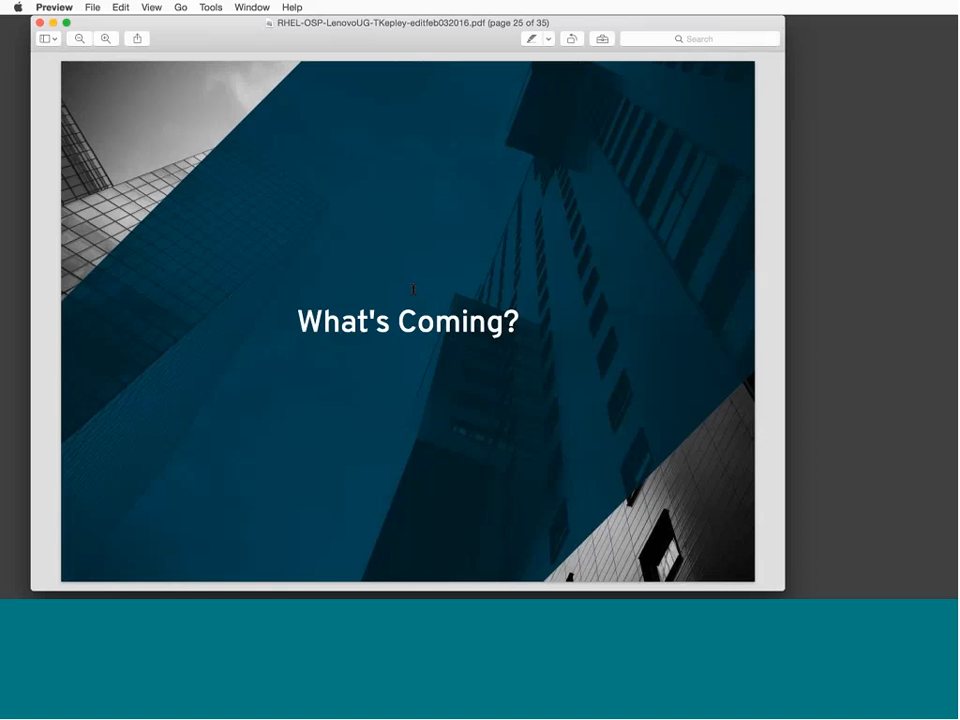 Preview File Edit View Go Tools Window Help
RHEL-OSP-LenovoUG-TKepley-editfeb032016.pdf (page 25 of 35)
Search
What's Coming?